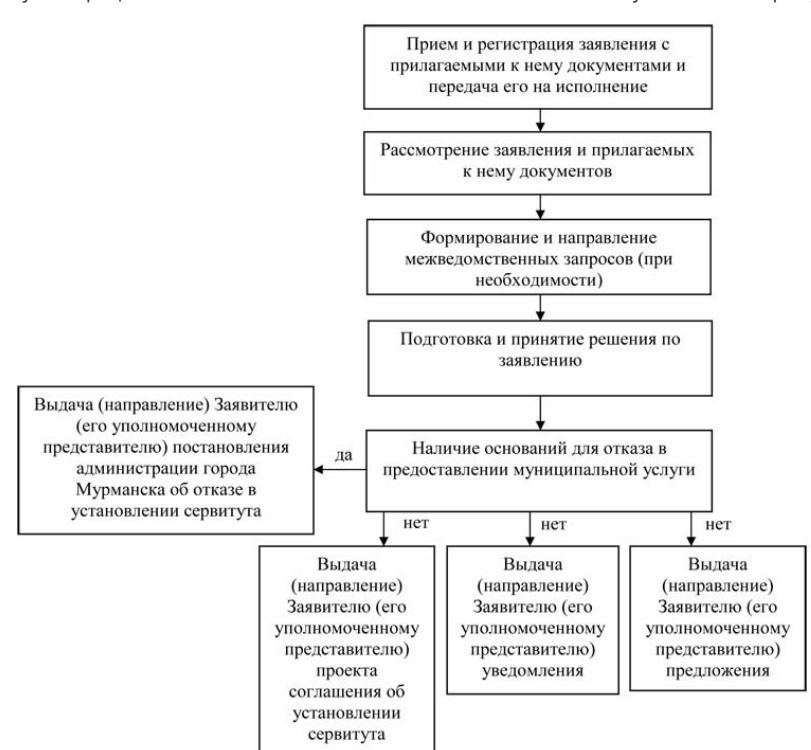 Прием и регистрация заявления с
прилагаемыми к нему документами и
передача его на исполнение
Рассмотрение заявления и прилагаемых
к нему документов
Формирование и направление
межведомственных запросов (при
необходимости)
Подготовка и принятие решения по
заявлению
Выдача (направление) Заявителю
(его уполномоченному
представителю) постановления
администрации города
Мурманска об отказе в
установлении сервитута
да
Наличие оснований для отказа в
предоставлении муниципальной услуги
нет
нет
нет
Выдача
(направление)
Заявителю (его
уполномоченному
представителю)
проекта
соглашения об
установлении
сервитута
Выдача
(направление)
Заявителю (его
уполномоченному
представителю)
уведомления
Выдача
(направление)
Заявителю (его
уполномоченному
представителю)
предложения